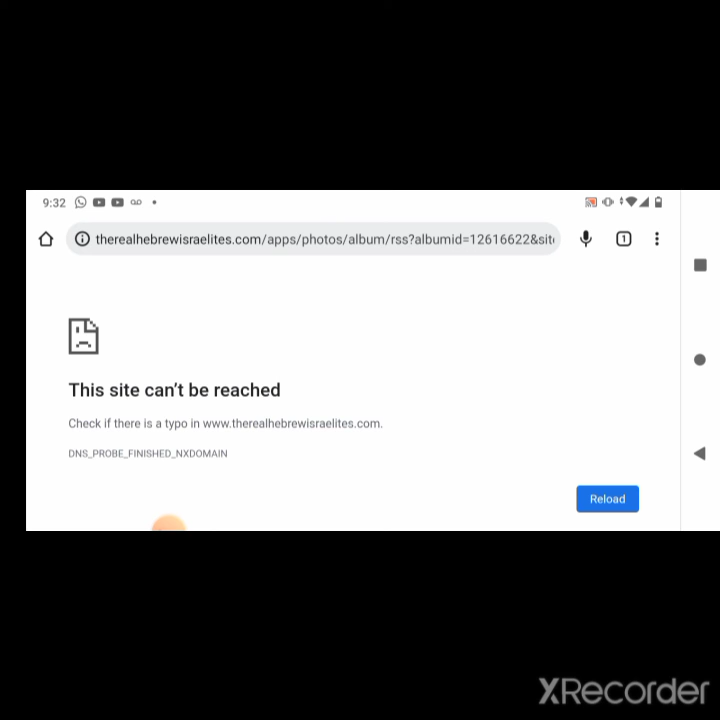 9:32
therealhebrewisraelites.com/apps/photos/album/rss?albumid=12616622&sit
1
This site can't be reached
Check if there is a typo in www.therealhebrewisraelites.com.
DNS_PROBE_FINISHED_NXDOMAIN
Reload
XRecorder